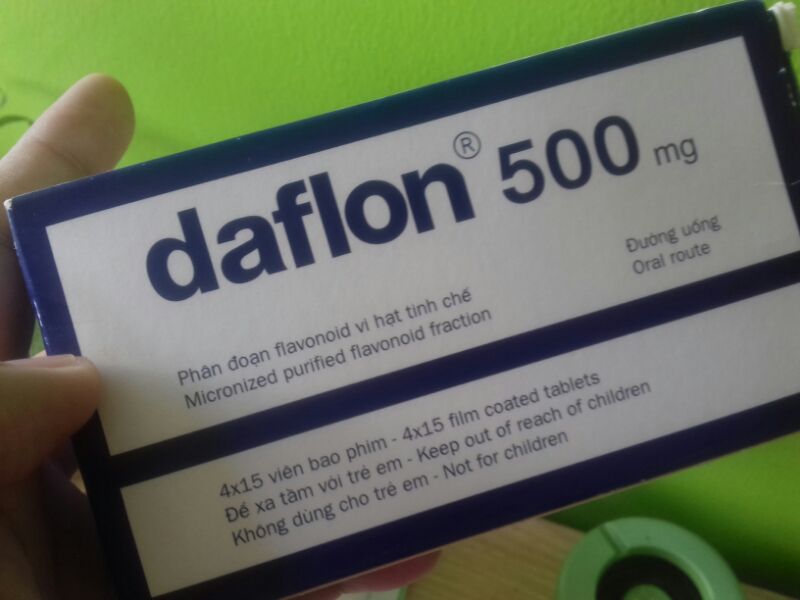 daflon® 500 mg
Đường uống
Oral route
Phân đoạn flavonoid vi hạt tinh chế
Micronized purified flavonoid fraction
4x15 viên bao phim - 4x15 film coated tablets
Để xa tầm với trẻ em - Keep out of reach of children
Không dùng cho trẻ em - Not for children